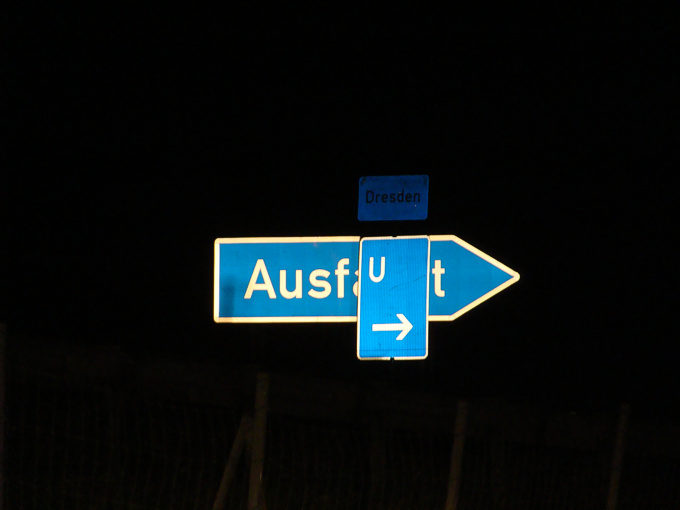 Dresden
Ausfa t
U